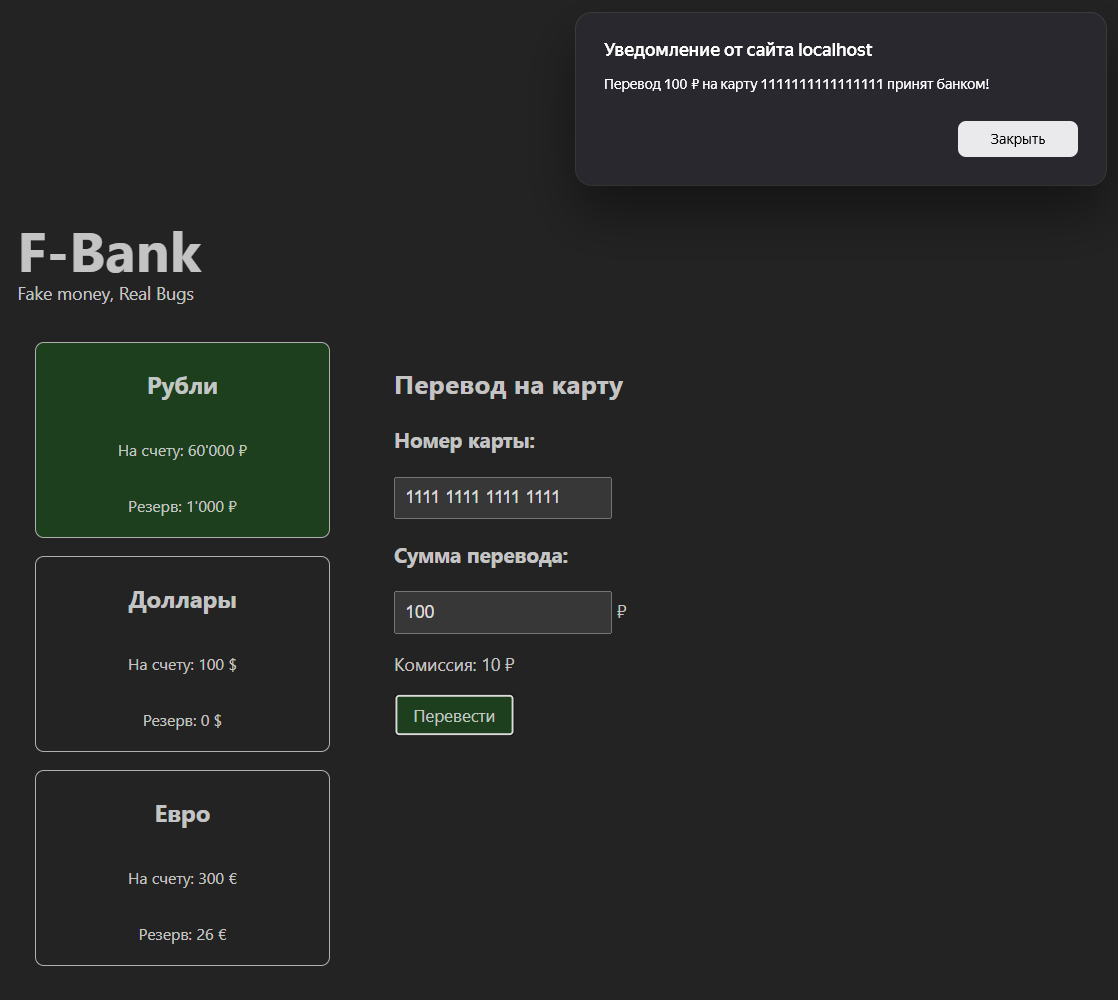 Уведомление от сайта localhost
Перевод 100 ₽ на карту 1111111111111111 принят банком!
Закрыть
F-Bank
Fake money, Real Bugs
Рубли
На счету: 60'000 ₽
Резерв: 1'000 ₽
Доллары
На счету: 100 $
Резерв: 0 $
Евро
На счету: 300 €
Резерв: 26 €
Перевод на карту
Номер карты:
1111 1111 1111 1111
Сумма перевода:
100 ₽
Комиссия: 10 ₽
Перевести